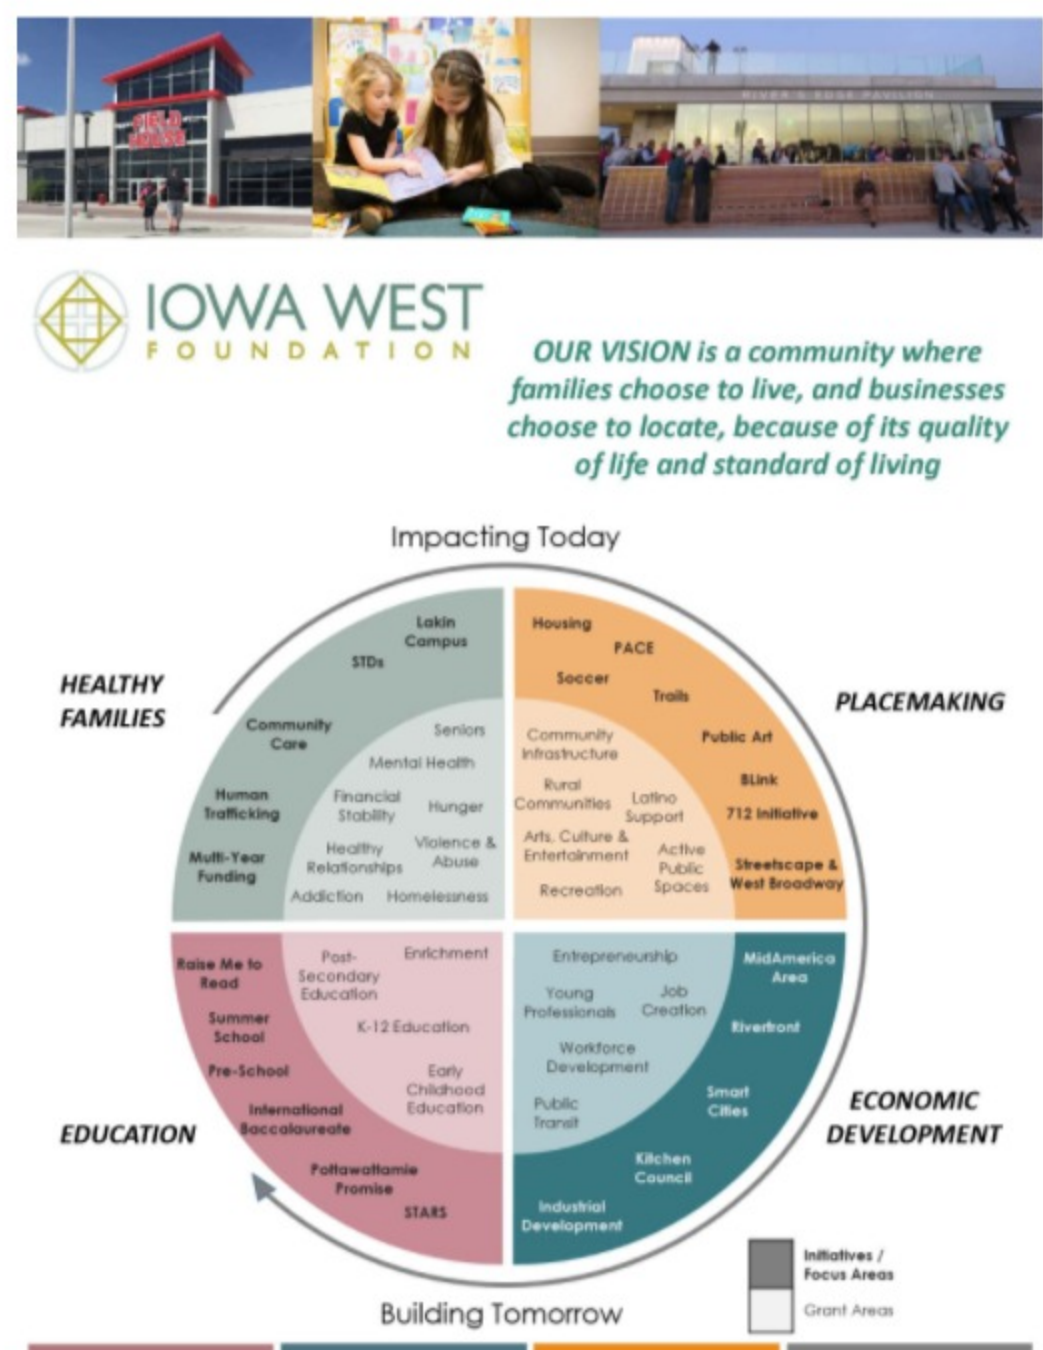 FIELD
HOUSE
RIVER'S EDGE PAVILION
IOWA WEST
FOUNDATION
OUR VISION is a community where
families choose to live, and businesses
choose to locate, because of its quality
of life and standard of living
Impacting Today
HEALTHY
FAMILIES
Lakin
Campus
STDs
Community
Care
Human
Trafficking
Multi-Year
Funding
Seniors
Mental Health
Financial
Stability
Hunger
Healthy
Relationships
Violence &
Abuse
Addiction
Homelessness
PLACEMAKING
Housing
PACE
Soccer
Trails
Public Art
BLink
712 Initiative
Streetscape &
West Broadway
Community
Infrastructure
Rural
Communities
Latino
Support
Arts, Culture &
Entertainment
Active
Public
Spaces
Recreation
EDUCATION
Raise Me to
Read
Summer
School
Pre-School
International
Baccalaureate
Pottawattamie
Promise
STARS
Post-
Secondary
Education
Enrichment
K-12 Education
Early
Childhood
Education
ECONOMIC
DEVELOPMENT
Entrepreneurship
Young
Professionals
Job
Creation
Workforce
Development
Public
Transit
MidAmerica
Area
Riverfront
Smart
Cities
Kitchen
Council
Industrial
Development
Building Tomorrow
Initiatives /
Focus Areas
Grant Areas